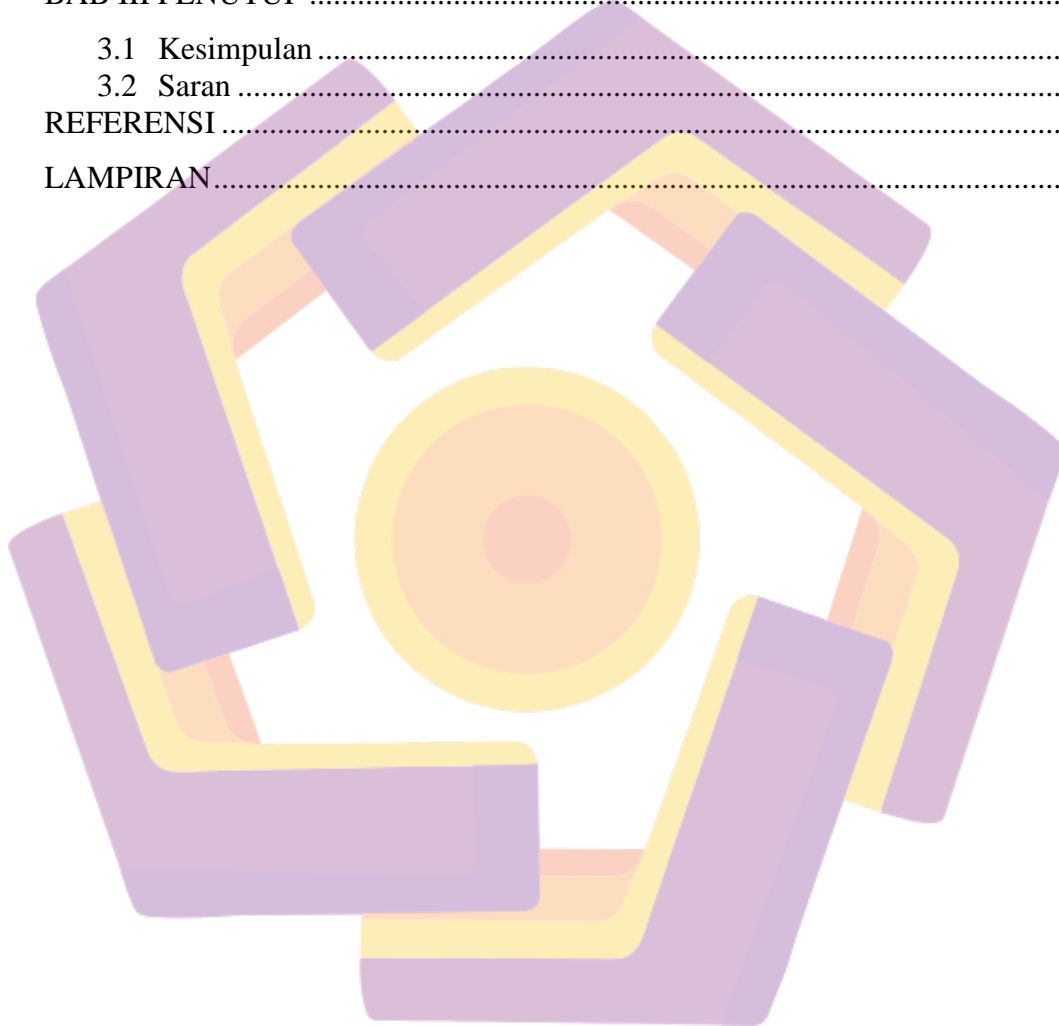 BAB III PENUTUP ....................................................................................................
3.1 Kesimpulan ....................................................................................................
3.2 Saran ....................................................................................................
REFERENSI ....................................................................................................
LAMPIRAN....................................................................................................